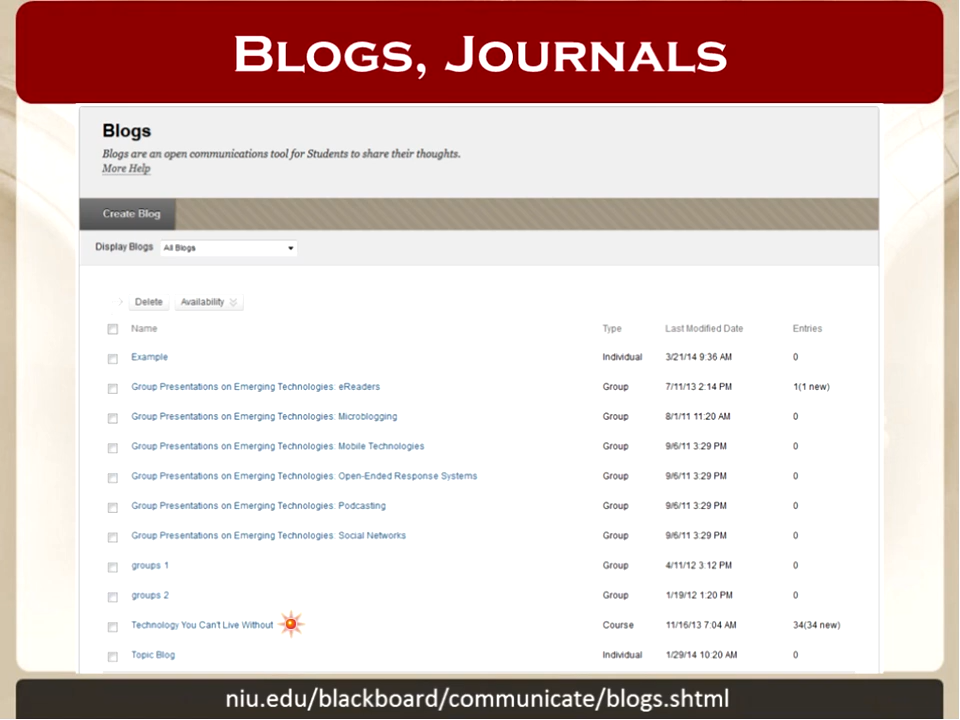 Blogs, Journals
Blogs
Blogs are an open communications tool for Students to share their thoughts.
More Help
Create Blog
Display Blogs All Blogs
Delete Availability
Name Type Last Modified Date Entries
Example Individual 3/21/14 9:36 AM 0
Group Presentations on Emerging Technologies: eReaders Group 7/11/13 2:14 PM 1(1 new)
Group Presentations on Emerging Technologies: Microblogging Group 8/1/11 11:20 AM 0
Group Presentations on Emerging Technologies: Mobile Technologies Group 9/6/11 3:29 PM 0
Group Presentations on Emerging Technologies: Open-Ended Response Systems Group 9/6/11 3:29 PM 0
Group Presentations on Emerging Technologies: Podcasting Group 9/6/11 3:29 PM 0
Group Presentations on Emerging Technologies: Social Networks Group 9/6/11 3:29 PM 0
groups 1 Group 4/11/12 3:12 PM 0
groups 2 Group 1/19/12 1:20 PM 0
Technology You Can't Live Without Course 11/16/13 7:04 AM 34(34 new)
Topic Blog Individual 1/29/14 10:20 AM 0
niu.edu/blackboard/communicate/blogs.shtml